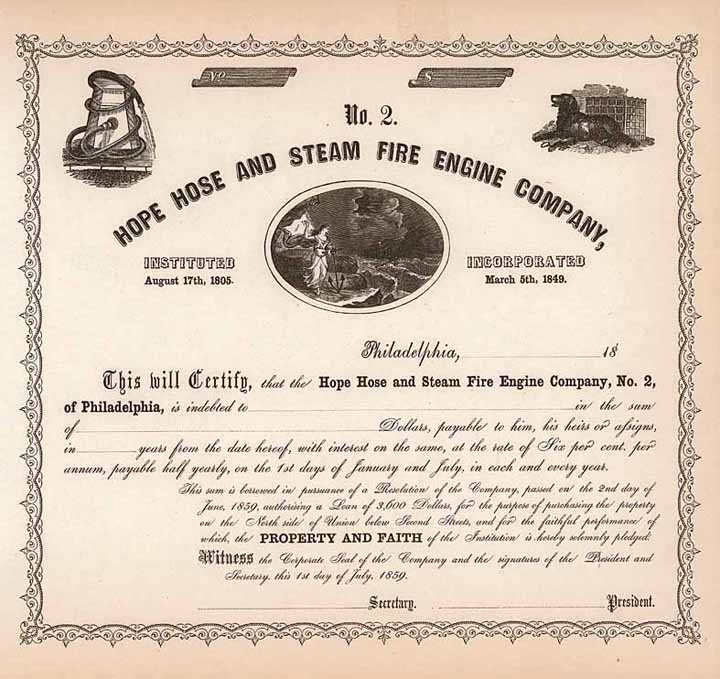 No
$
No. 2.
HOPE HOSE AND STEAM FIRE ENGINE COMPANY,
INSTITUTED
August 17th, 1805.
INCORPORATED
March 5th, 1849.
Philadelphia, 18
This will Certify, that the Hope Hose and Steam Fire Engine Company, No. 2,
of Philadelphia, is indebted to in the sum
of Dollars, payable to him, his heirs or aſsigns,
in years from the date hereof, with interest on the same, at the rate of Six per cent. per
annum, payable half yearly, on the 1st days of January and July, in each and every year.
This sum is borrowed in pursuance of a Resolution of the Company, passed on the 2nd day of
June, 1859, authorising a Loan of 3,600 Dollars, for the purpose of purchasing the property
on the North side of Union below Second Streets, and for the faithful performance of
which, the PROPERTY AND FAITH of the Institution is hereby solemnly pledged.
Witness the Corporate Seal of the Company and the signatures of the President and
Secretary, this 1st day of July, 1859.
Secretary. President.